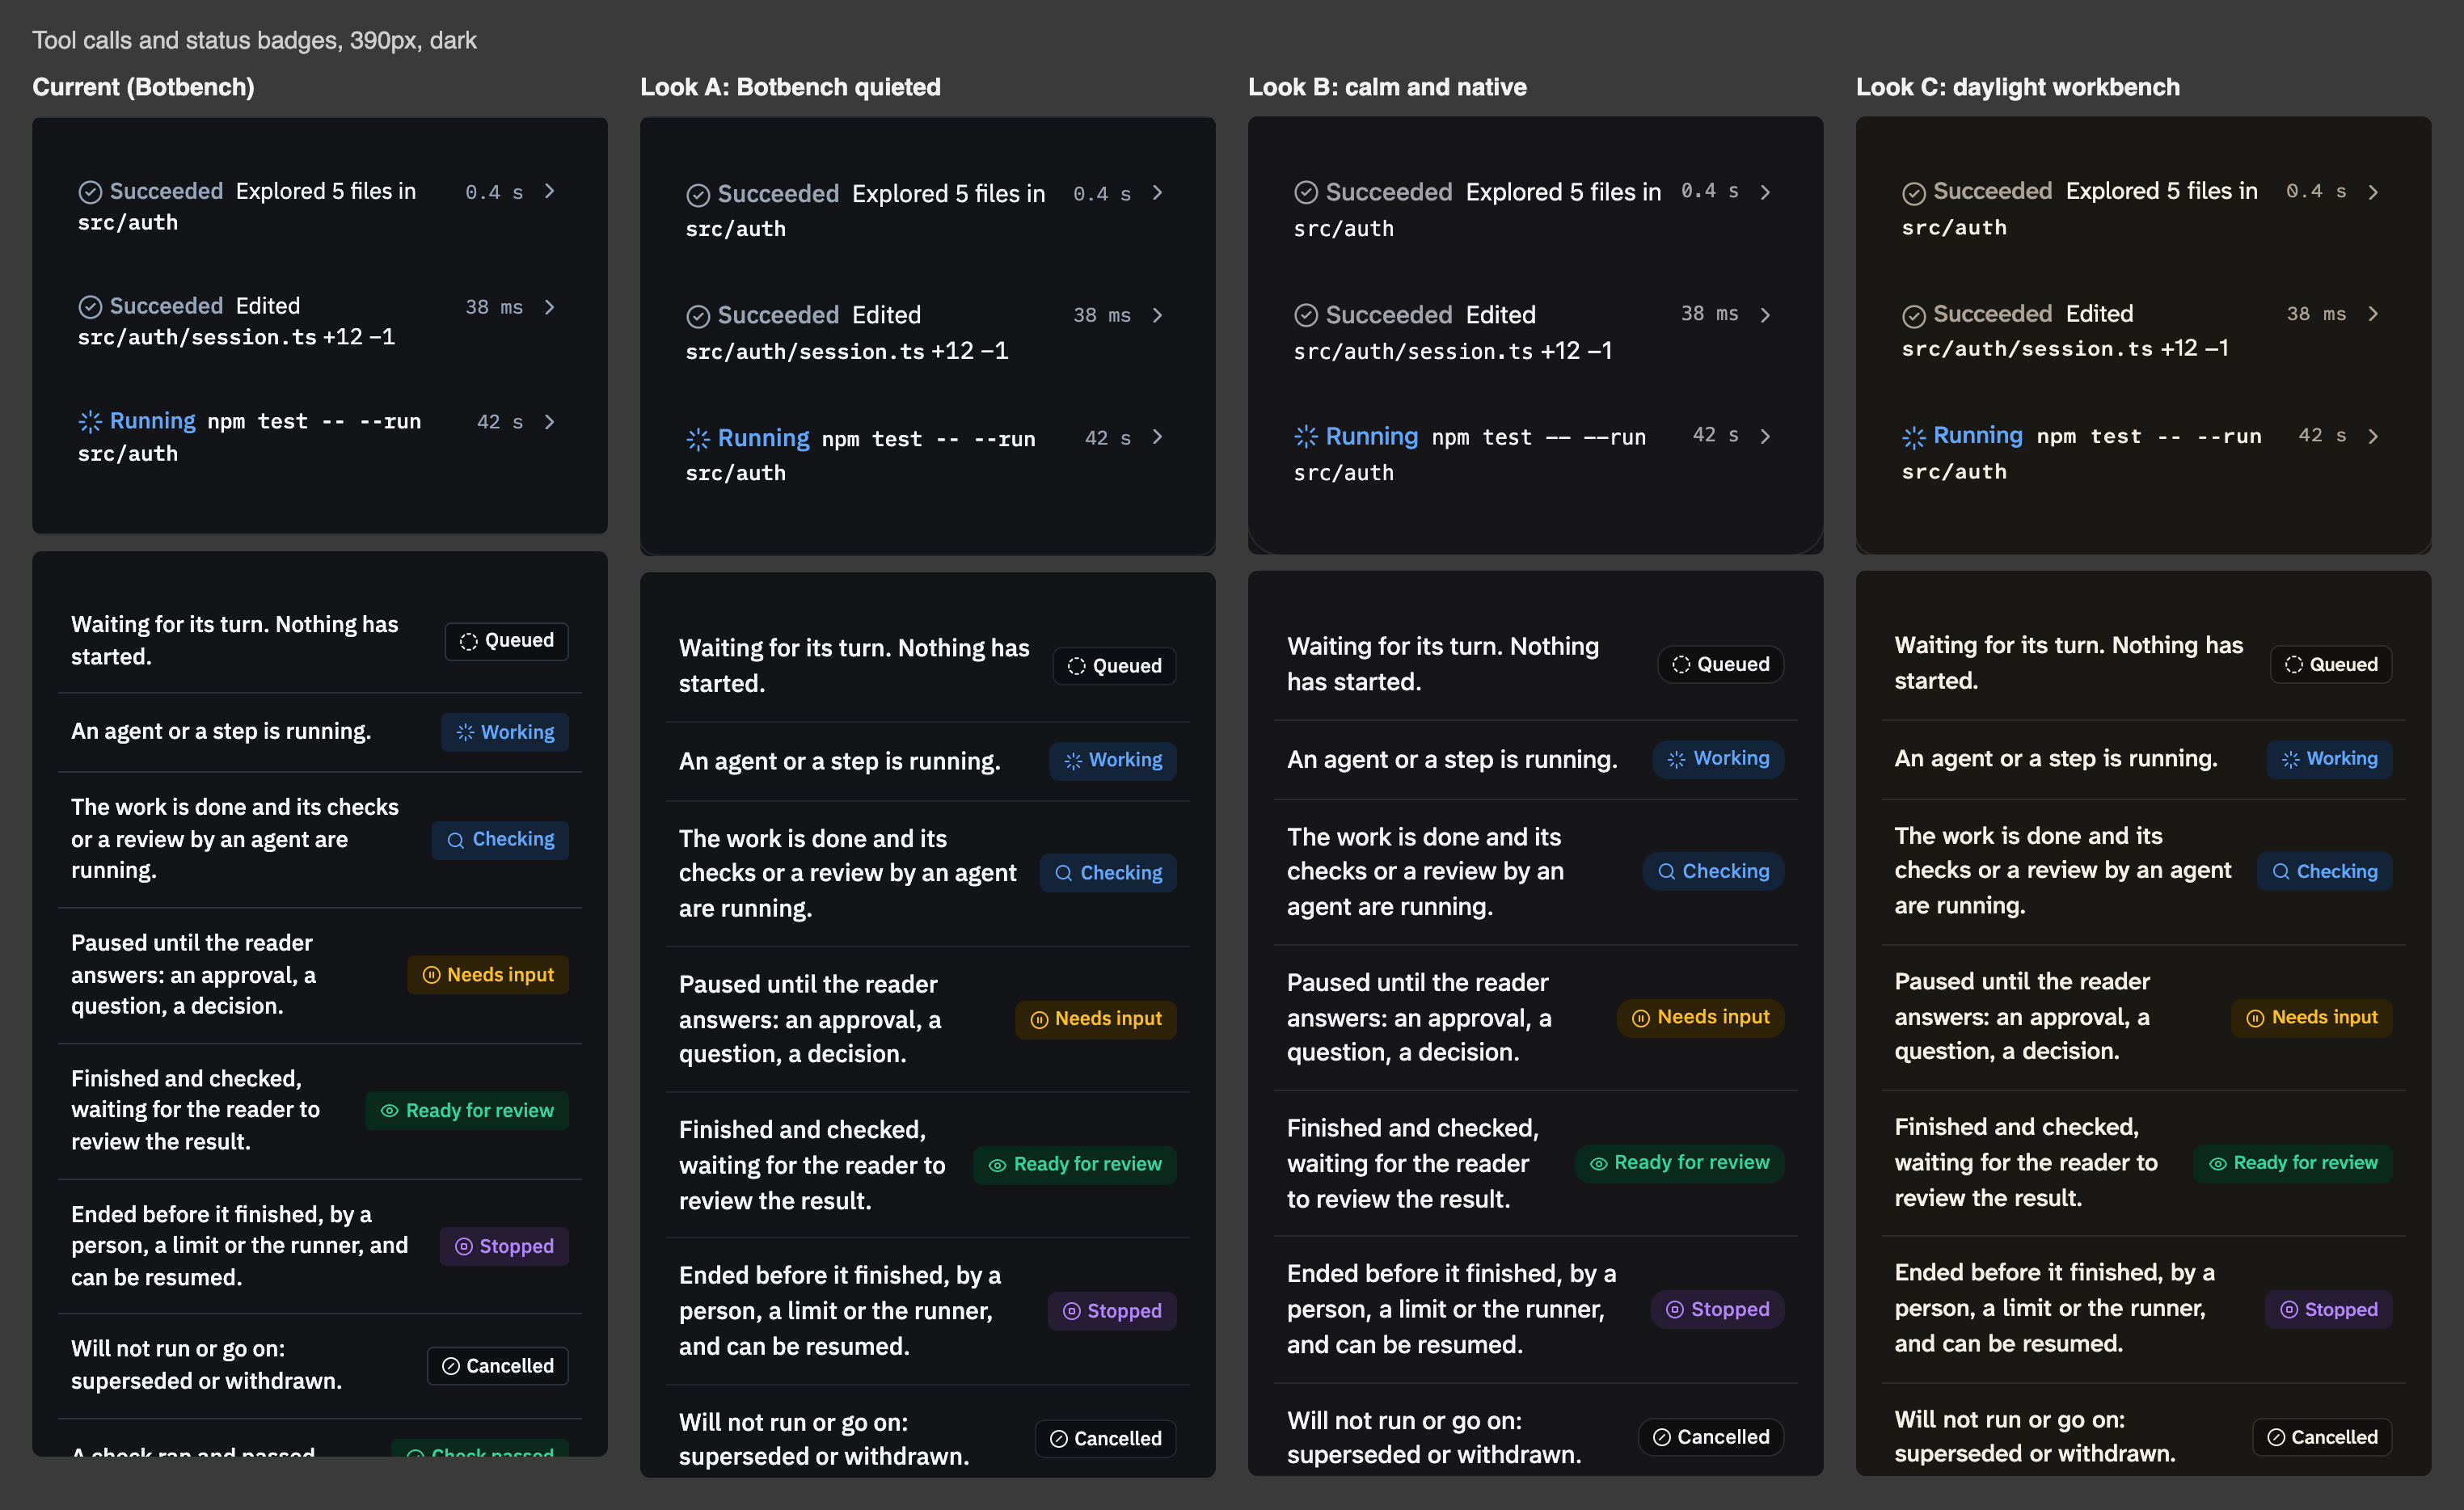 Tool calls and status badges, 390px, dark
Current (Botbench)
Succeeded Explored 5 files in 0.4 s
src/auth
Succeeded Edited 38 ms
src/auth/session.ts +12 −1
Running npm test -- --run 42 s
src/auth
Waiting for its turn. Nothing has
started.
Queued
An agent or a step is running.
Working
The work is done and its checks
or a review by an agent are
running.
Checking
Paused until the reader
answers: an approval, a
question, a decision.
Needs input
Finished and checked,
waiting for the reader to
review the result.
Ready for review
Ended before it finished, by a
person, a limit or the runner, and
can be resumed.
Stopped
Will not run or go on:
superseded or withdrawn.
Cancelled
A check ran and passed
Check passed
Look A: Botbench quieted
Succeeded Explored 5 files in 0.4 s
src/auth
Succeeded Edited 38 ms
src/auth/session.ts +12 −1
Running npm test -- --run 42 s
src/auth
Waiting for its turn. Nothing has
started.
Queued
An agent or a step is running.
Working
The work is done and its
checks or a review by an agent
are running.
Checking
Paused until the reader
answers: an approval, a
question, a decision.
Needs input
Finished and checked,
waiting for the reader to
review the result.
Ready for review
Ended before it finished, by a
person, a limit or the runner,
and can be resumed.
Stopped
Will not run or go on:
superseded or withdrawn.
Cancelled
Look B: calm and native
Succeeded Explored 5 files in 0.4 s
src/auth
Succeeded Edited 38 ms
src/auth/session.ts +12 −1
Running npm test -- --run 42 s
src/auth
Waiting for its turn. Nothing
has started.
Queued
An agent or a step is running.
Working
The work is done and its
checks or a review by an
agent are running.
Checking
Paused until the reader
answers: an approval, a
question, a decision.
Needs input
Finished and checked,
waiting for the reader
to review the result.
Ready for review
Ended before it finished, by a
person, a limit or the runner,
and can be resumed.
Stopped
Will not run or go on:
superseded or withdrawn.
Cancelled
Look C: daylight workbench
Succeeded Explored 5 files in 0.4 s
src/auth
Succeeded Edited 38 ms
src/auth/session.ts +12 −1
Running npm test -- --run 42 s
src/auth
Waiting for its turn. Nothing has
started.
Queued
An agent or a step is running.
Working
The work is done and its
checks or a review by an agent
are running.
Checking
Paused until the reader
answers: an approval, a
question, a decision.
Needs input
Finished and checked,
waiting for the reader to
review the result.
Ready for review
Ended before it finished, by a
person, a limit or the runner,
and can be resumed.
Stopped
Will not run or go on:
superseded or withdrawn.
Cancelled